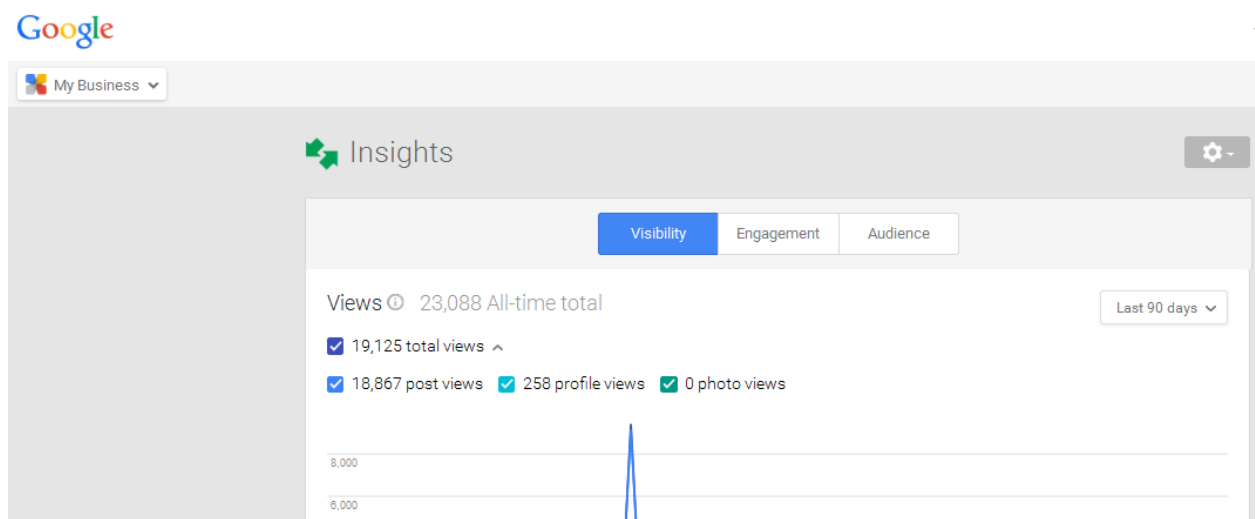 Google
My Business
Insights
Visibility Engagement Audience
Views 23,088 All-time total
Last 90 days
19,125 total views
18,867 post views 258 profile views 0 photo views
8,000
6,000